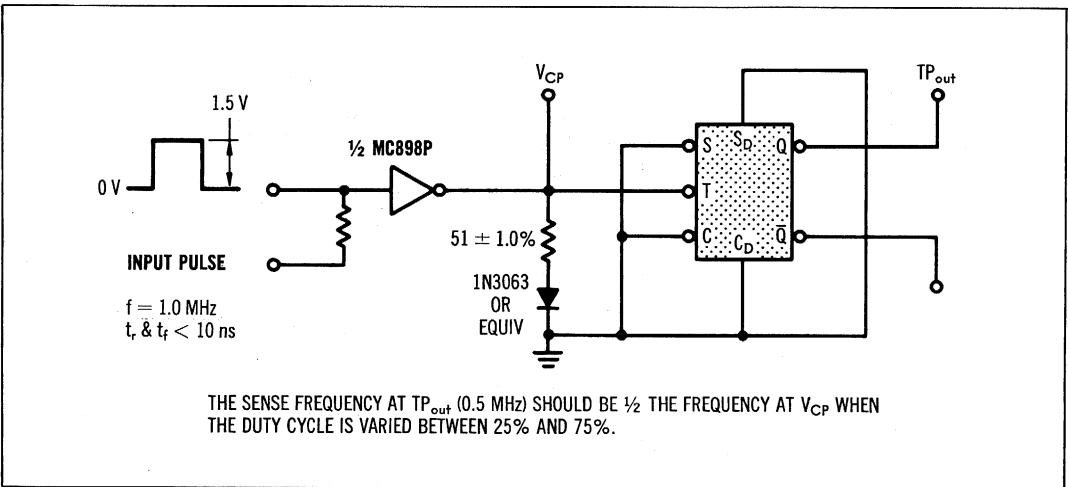 1.5 V
0 V
½ MC898P
V_CP
TP_out
S
S_D
Q
T
C
C_D
Q̅
51 ± 1.0%
1N3063
OR
EQUIV
INPUT PULSE
f = 1.0 MHz
t_r & t_f < 10 ns
THE SENSE FREQUENCY AT TP_out (0.5 MHz) SHOULD BE ½ THE FREQUENCY AT V_CP WHEN
THE DUTY CYCLE IS VARIED BETWEEN 25% AND 75%.